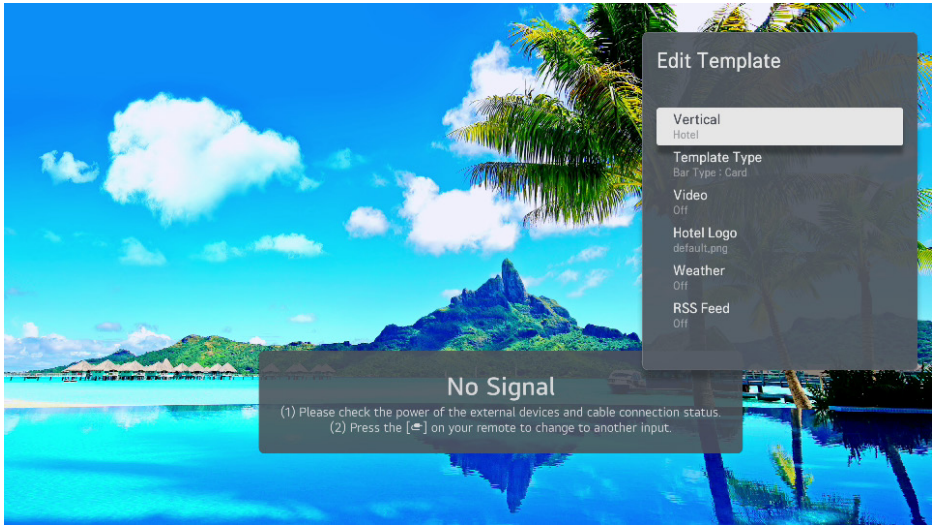 Edit Template
Vertical
Hotel
Template Type
Bar Type : Card
Video
Off
Hotel Logo
default.png
Weather
Off
RSS Feed
Off
No Signal
(1) Please check the power of the external devices and cable connection status.
(2) Press the [] on your remote to change to another input.